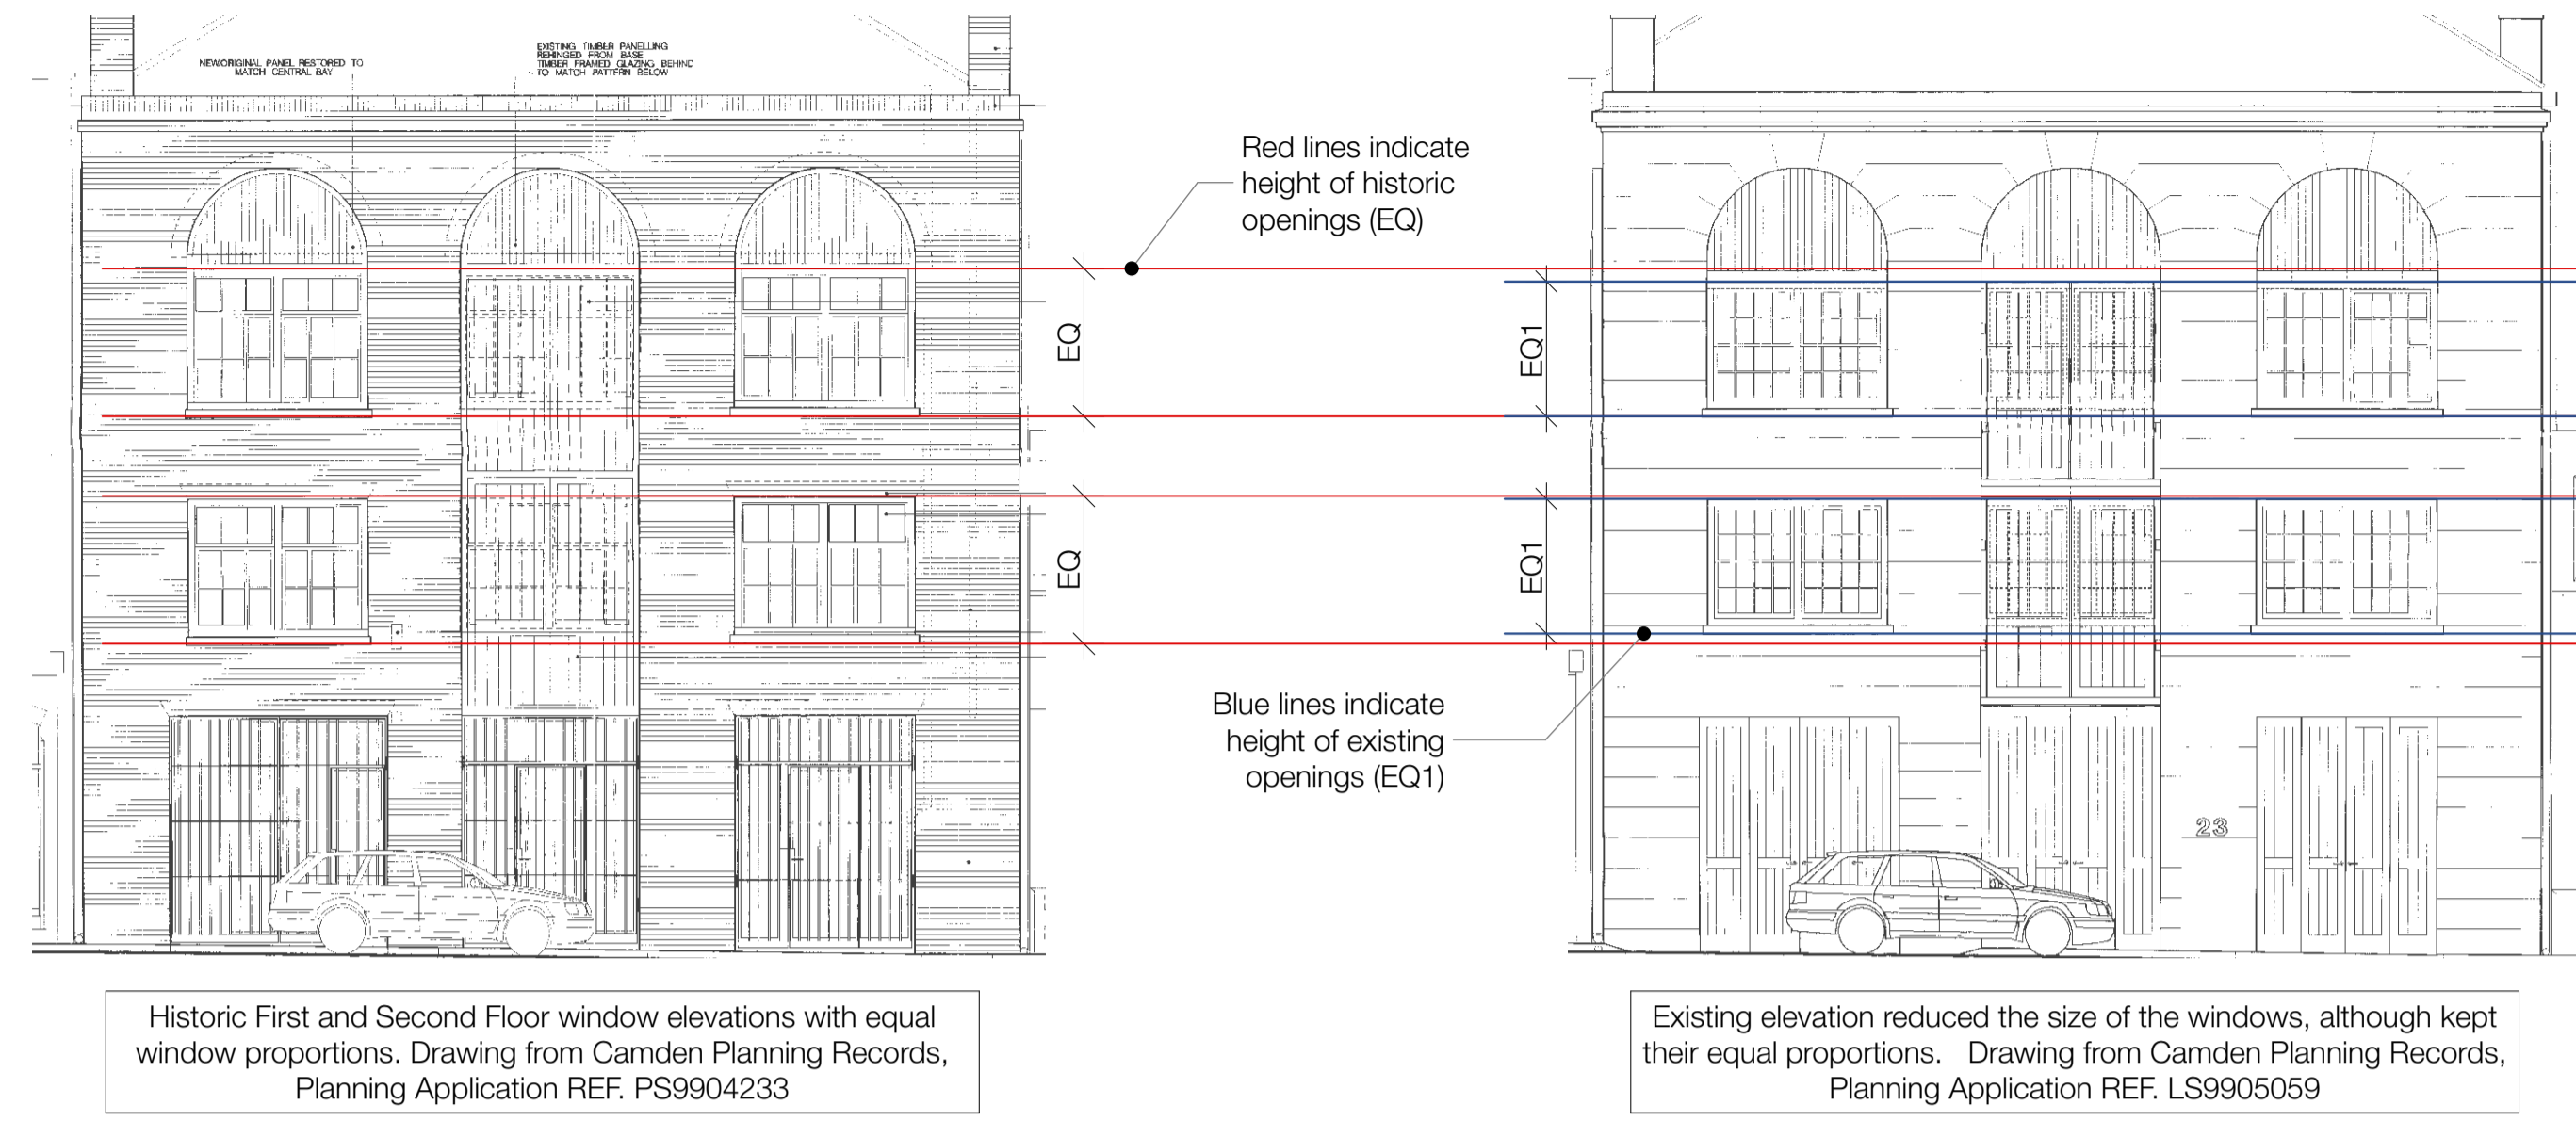 NEW/ORIGINAL PANEL RESTORED TO
MATCH CENTRAL BAY
EXISTING TIMBER PANELLING
REHINGED FROM BASE
TIMBER FRAMED GLAZING BEHIND
TO MATCH PATTERN BELOW
Red lines indicate
height of historic
openings (EQ)
EQ
EQ1
EQ
EQ1
Blue lines indicate
height of existing
openings (EQ1)
23
Historic First and Second Floor window elevations with equal
window proportions. Drawing from Camden Planning Records,
Planning Application REF. PS9904233
Existing elevation reduced the size of the windows, although kept
their equal proportions. Drawing from Camden Planning Records,
Planning Application REF. LS9905059